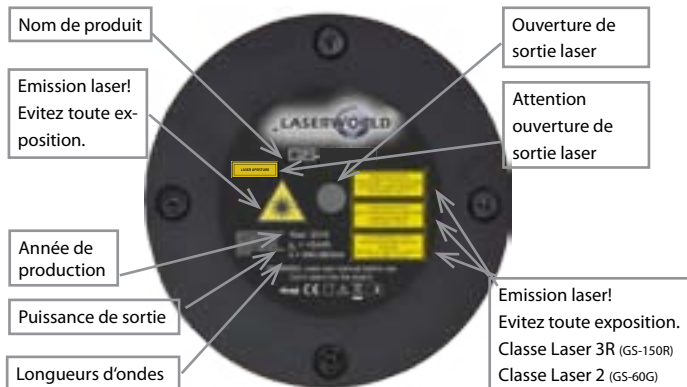 Nom de produit
Ouverture de
sortie laser
Emission laser!
Evitez toute ex-
position.
Attention
ouverture de
sortie laser
LASERWORLD
LASER APERTURE
Année de
production
Puissance de sortie
Longueurs d'ondes
Emission laser!
Evitez toute exposition.
Classe Laser 3R (GS-150R)
Classe Laser 2 (GS-60G)